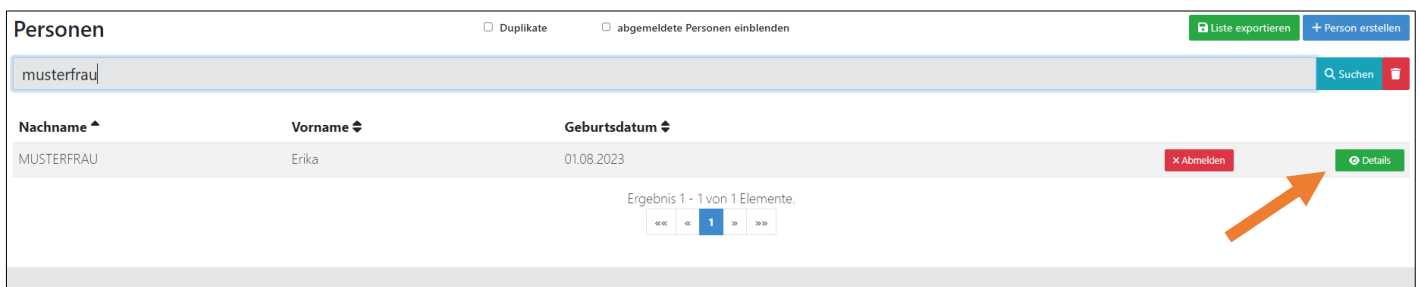 Personen Duplikate abgemeldete Personen einblenden Liste exportieren + Person erstellen
musterfrau Suchen
Nachname Vorname Geburtsdatum
MUSTERFRAU Erika 01.08.2023 × Abmelden Details
Ergebnis 1 - 1 von 1 Elemente.
«« « 1 » »»